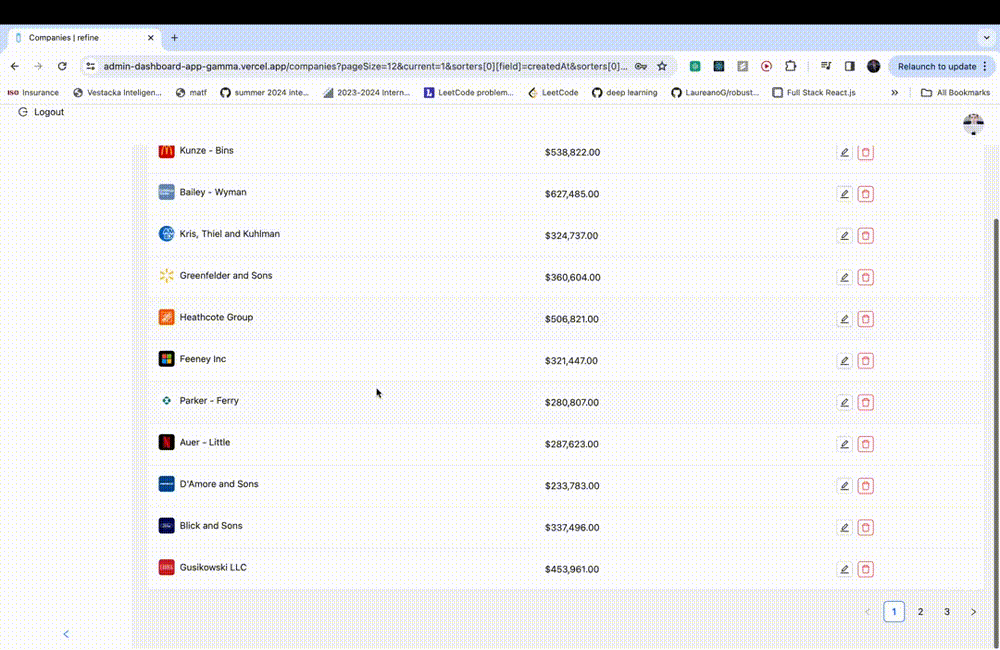 Companies | refine
admin-dashboard-app-gamma.vercel.app/companies?pageSize=12&current=1&sorters[0][field]=createdAt&sorters[0]...
Relaunch to update
ISO Insurance
Vestacka Inteligen...
matf
summer 2024 inte...
2023-2024 Intern...
LeetCode problem...
LeetCode
deep learning
LaureanoG/robust...
Full Stack React.js
»
All Bookmarks
Logout
Kunze - Bins $538,822.00
Bailey - Wyman $627,485.00
Kris, Thiel and Kuhlman $324,737.00
Greenfelder and Sons $360,604.00
Heathcote Group $506,821.00
Feeney Inc $321,447.00
Parker - Ferry $280,807.00
Auer - Little $287,623.00
D'Amore and Sons $233,783.00
Blick and Sons $337,496.00
Gusikowski LLC $453,961.00
< 1 2 3 >
<